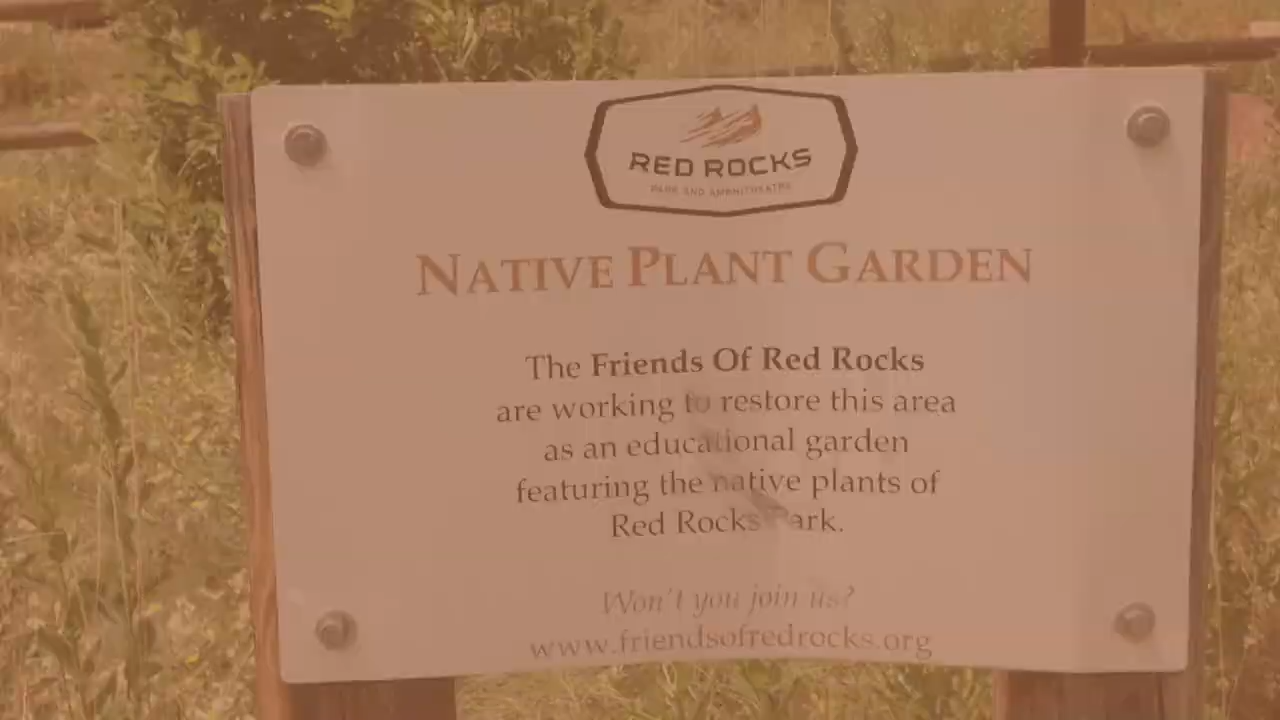 RED ROCKS
PARK AND AMPHITHEATRE
NATIVE PLANT GARDEN
The Friends Of Red Rocks
are working to restore this area
as an educational garden
featuring the native plants of
Red Rocks Park.
Won't you join us?
www.friendsofredrocks.org